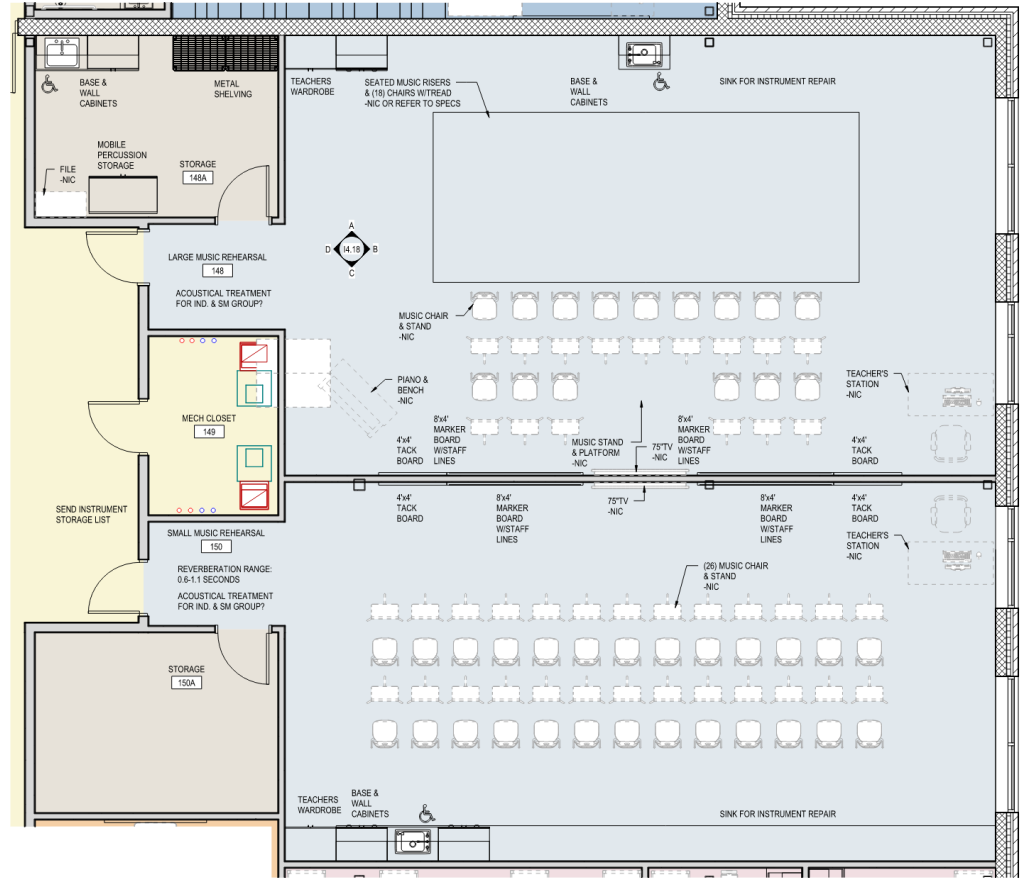 BASE &
WALL
CABINETS
METAL
SHELVING
MOBILE
PERCUSSION
STORAGE
FILE
-NIC
STORAGE
148A
TEACHERS
WARDROBE
SEATED MUSIC RISERS
& (18) CHAIRS W/TREAD
-NIC OR REFER TO SPECS
BASE &
WALL
CABINETS
SINK FOR INSTRUMENT REPAIR
A
D
I4.18
B
C
LARGE MUSIC REHEARSAL
148
ACOUSTICAL TREATMENT
FOR IND. & SM GROUP?
MUSIC CHAIR
& STAND
-NIC
PIANO &
BENCH
-NIC
TEACHER'S
STATION
-NIC
MECH CLOSET
149
4'x4'
TACK
BOARD
8'x4'
MARKER
BOARD
W/STAFF
LINES
MUSIC STAND
& PLATFORM
-NIC
75"TV
-NIC
8'x4'
MARKER
BOARD
W/STAFF
LINES
4'x4'
TACK
BOARD
SEND INSTRUMENT
STORAGE LIST
4'x4'
TACK
BOARD
8'x4'
MARKER
BOARD
W/STAFF
LINES
75"TV
-NIC
8'x4'
MARKER
BOARD
W/STAFF
LINES
4'x4'
TACK
BOARD
TEACHER'S
STATION
-NIC
SMALL MUSIC REHEARSAL
150
REVERBERATION RANGE:
0.6-1.1 SECONDS
ACOUSTICAL TREATMENT
FOR IND. & SM GROUP?
(26) MUSIC CHAIR
& STAND
-NIC
STORAGE
150A
TEACHERS
WARDROBE
BASE &
WALL
CABINETS
SINK FOR INSTRUMENT REPAIR